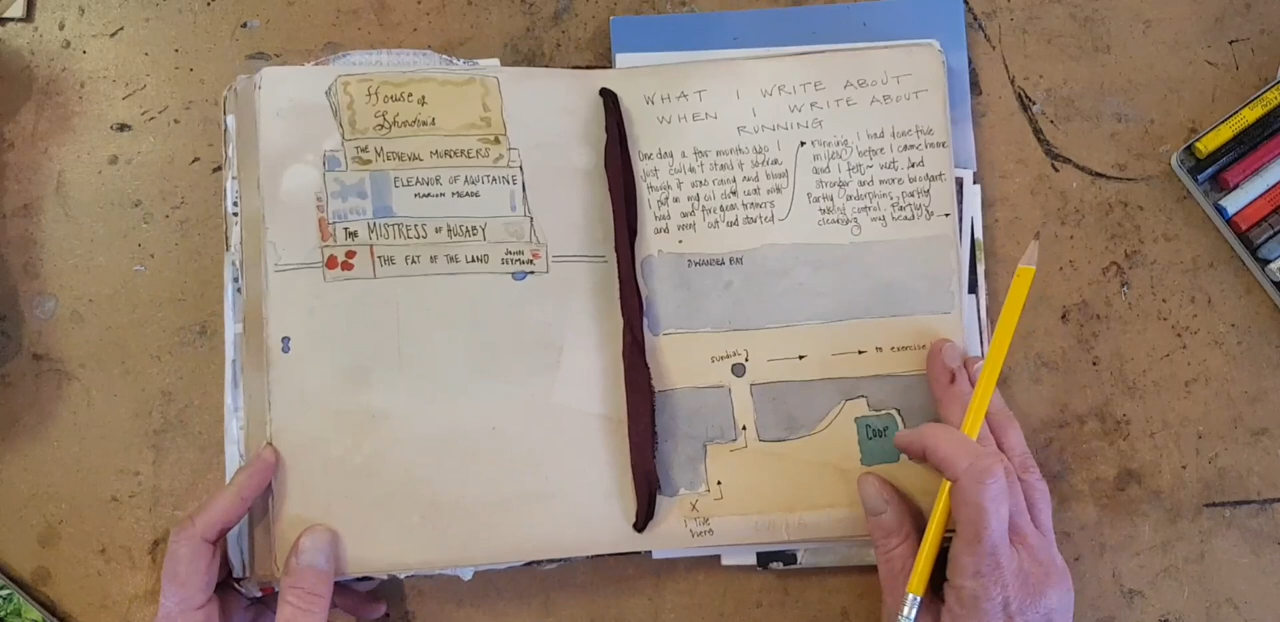 House of
Shadows
THE MEDIEVAL MURDERERS
ELEANOR OF AQUITAINE
MARION MEADE
THE MISTRESS OF HUSABY
THE FAT OF THE LAND JOHN
SEYMOUR
WHAT I WRITE ABOUT
WHEN I WRITE ABOUT
RUNNING
One day a few months ago I
just couldn't stand it so even
though it was raining and blowy
I put on my oil cloth coat with
hood and five year trainers
and went out and started
running. I had done five
miles before I came home
and I felt wet. And
stronger and more buoyant.
Partly endorphins, partly
taking control. Partly
cleansing my head so
SWANSEA BAY
sundial
to exercise
COOP
X
I live
here